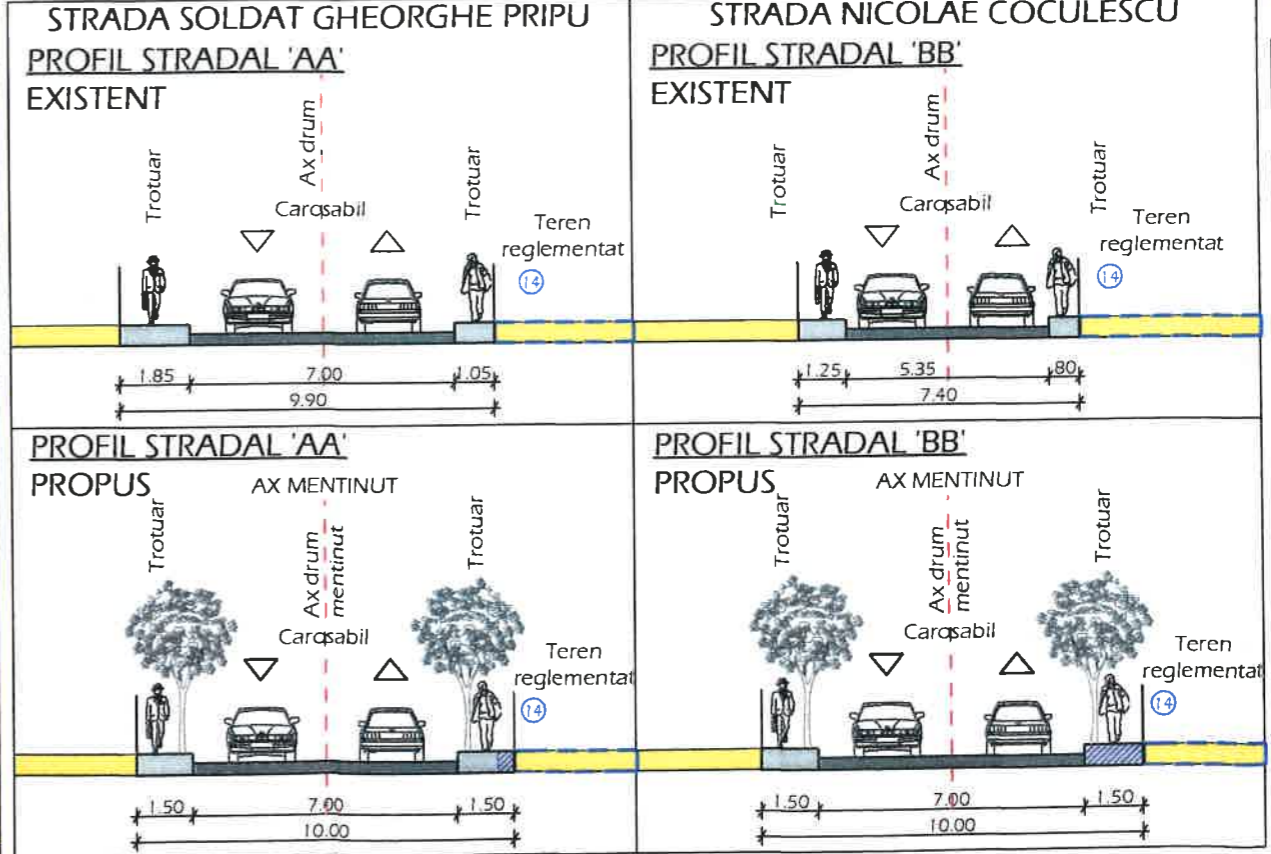 STRADA SOLDAT GHEORGHE PRIPU
PROFIL STRADAL 'AA'
EXISTENT
Trotuar
Ax drum
Carosabil
Trotuar
Teren
reglementat
14
1.85
7.00
1.05
9.90
STRADA NICOLAE COCULESCU
PROFIL STRADAL 'BB'
EXISTENT
Trotuar
Ax drum
Carosabil
Trotuar
Teren
reglementat
14
1.25
5.35
80
7.40
PROFIL STRADAL 'AA'
PROPUS
AX MENTINUT
Trotuar
Ax drum
mentinut
Carosabil
Trotuar
Teren
reglementat
14
1.50
7.00
1.50
10.00
PROFIL STRADAL 'BB'
PROPUS
AX MENTINUT
Trotuar
Ax drum
mentinut
Carosabil
Trotuar
Teren
reglementat
14
1.50
7.00
1.50
10.00